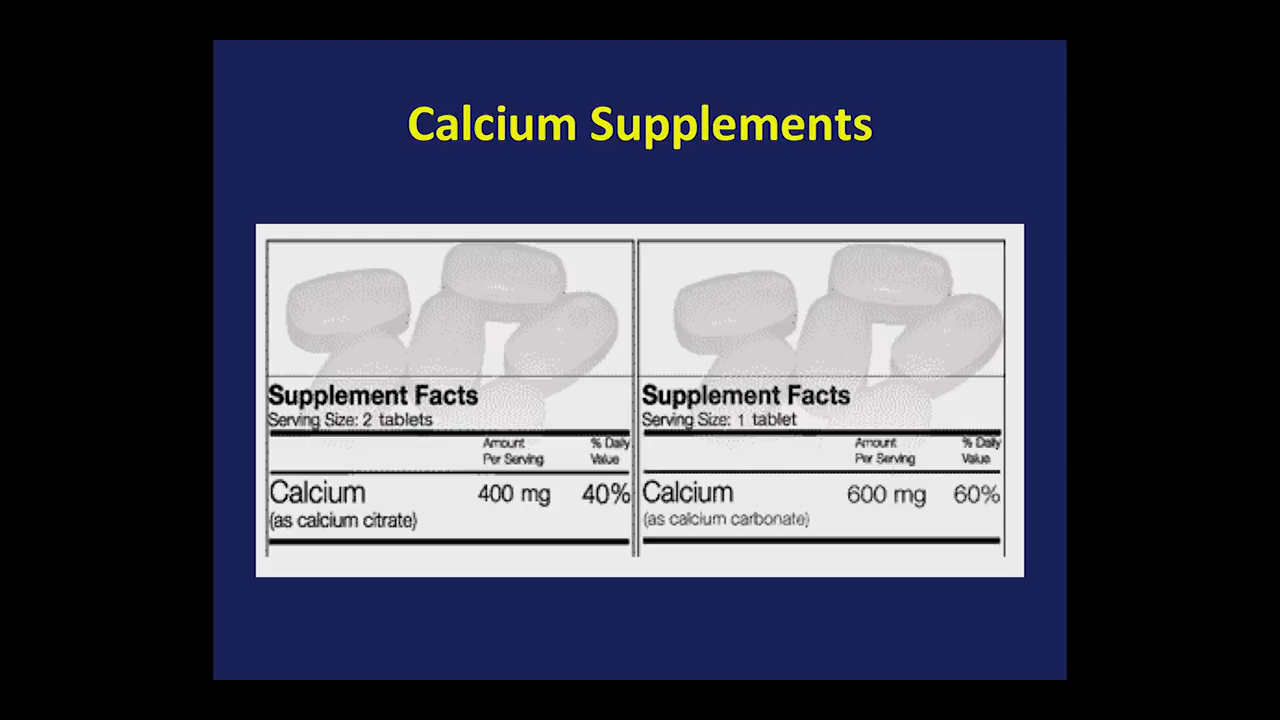 Calcium Supplements
Supplement Facts
Serving Size: 2 tablets
Amount Per Serving
% Daily Value
Calcium 400 mg 40%
(as calcium citrate)
Supplement Facts
Serving Size: 1 tablet
Amount Per Serving
% Daily Value
Calcium 600 mg 60%
(as calcium carbonate)